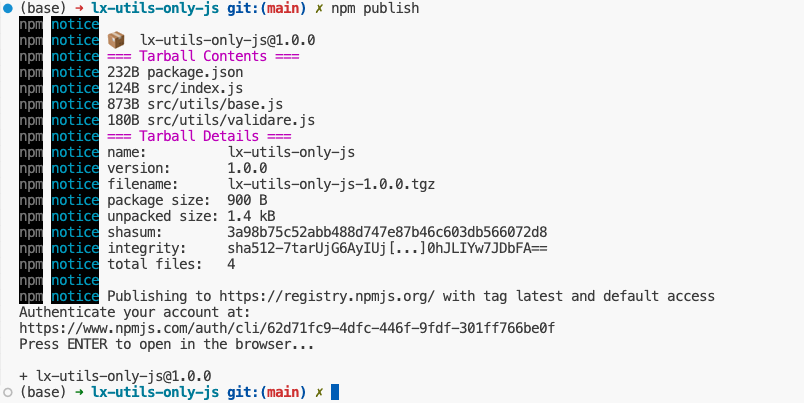 (base) ➜ lx-utils-only-js git:(main) ✗ npm publish
npm notice
npm notice 📦 lx-utils-only-js@1.0.0
npm notice === Tarball Contents ===
npm notice 232B package.json
npm notice 124B src/index.js
npm notice 873B src/utils/base.js
npm notice 180B src/utils/validare.js
npm notice === Tarball Details ===
npm notice name: lx-utils-only-js
npm notice version: 1.0.0
npm notice filename: lx-utils-only-js-1.0.0.tgz
npm notice package size: 900 B
npm notice unpacked size: 1.4 kB
npm notice shasum: 3a98b75c52abb488d747e87b46c603db566072d8
npm notice integrity: sha512-7tarUjG6AyIUj[...]0hJLIYw7JDbFA==
npm notice total files: 4
npm notice
npm notice Publishing to https://registry.npmjs.org/ with tag latest and default access
Authenticate your account at:
https://www.npmjs.com/auth/cli/62d71fc9-4dfc-446f-9fdf-301ff766be0f
Press ENTER to open in the browser...
+ lx-utils-only-js@1.0.0
(base) ➜ lx-utils-only-js git:(main) ✗